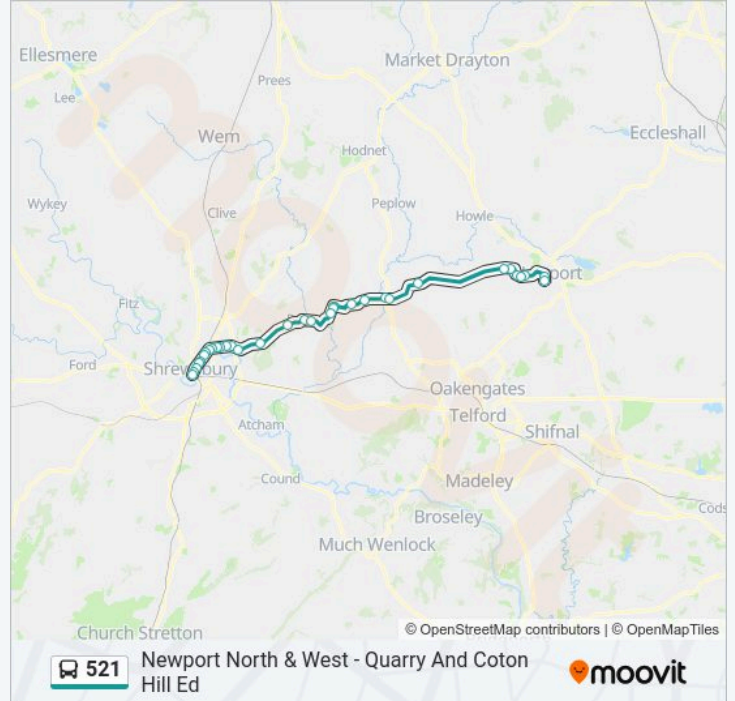 Ellesmere
Market Drayton
Prees
Lee
Wem
Eccleshall
Hodnet
Wykey
Clive
Peplow
Howle
port
Fitz
Ford
Shrewsbury
Oakengates
Telford
Atcham
Shifnal
Cound
Madeley
Cods
Broseley
Much Wenlock
Church Stretton
© OpenStreetMap contributors | © OpenMapTiles
521
Newport North & West - Quarry And Coton
Hill Ed
moovit
moovit